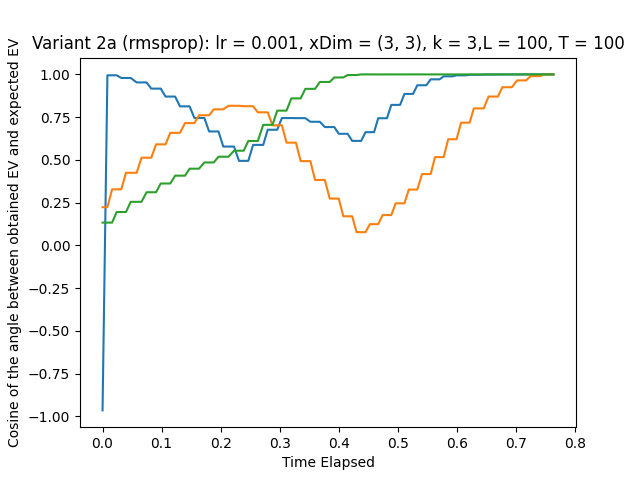 Variant 2a (rmsprop): lr = 0.001, xDim = (3, 3), k = 3,L = 100, T = 100
Cosine of the angle between obtained EV and expected EV
1.00
0.75
0.50
0.25
0.00
−0.25
−0.50
−0.75
−1.00
0.0 0.1 0.2 0.3 0.4 0.5 0.6 0.7 0.8
Time Elapsed